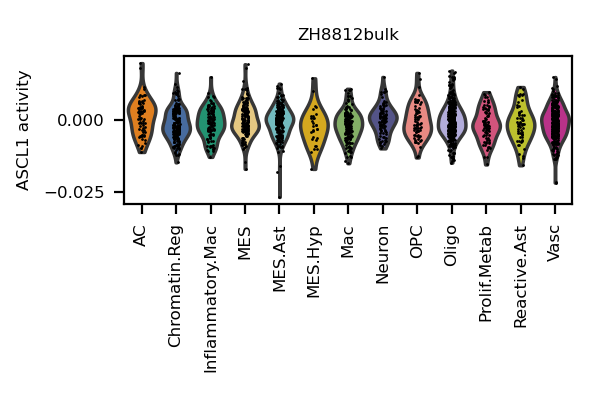 ZH8812bulk
ASCL1 activity
0.000
−0.025
AC
Chromatin.Reg
Inflammatory.Mac
MES
MES.Ast
MES.Hyp
Mac
Neuron
OPC
Oligo
Prolif.Metab
Reactive.Ast
Vasc